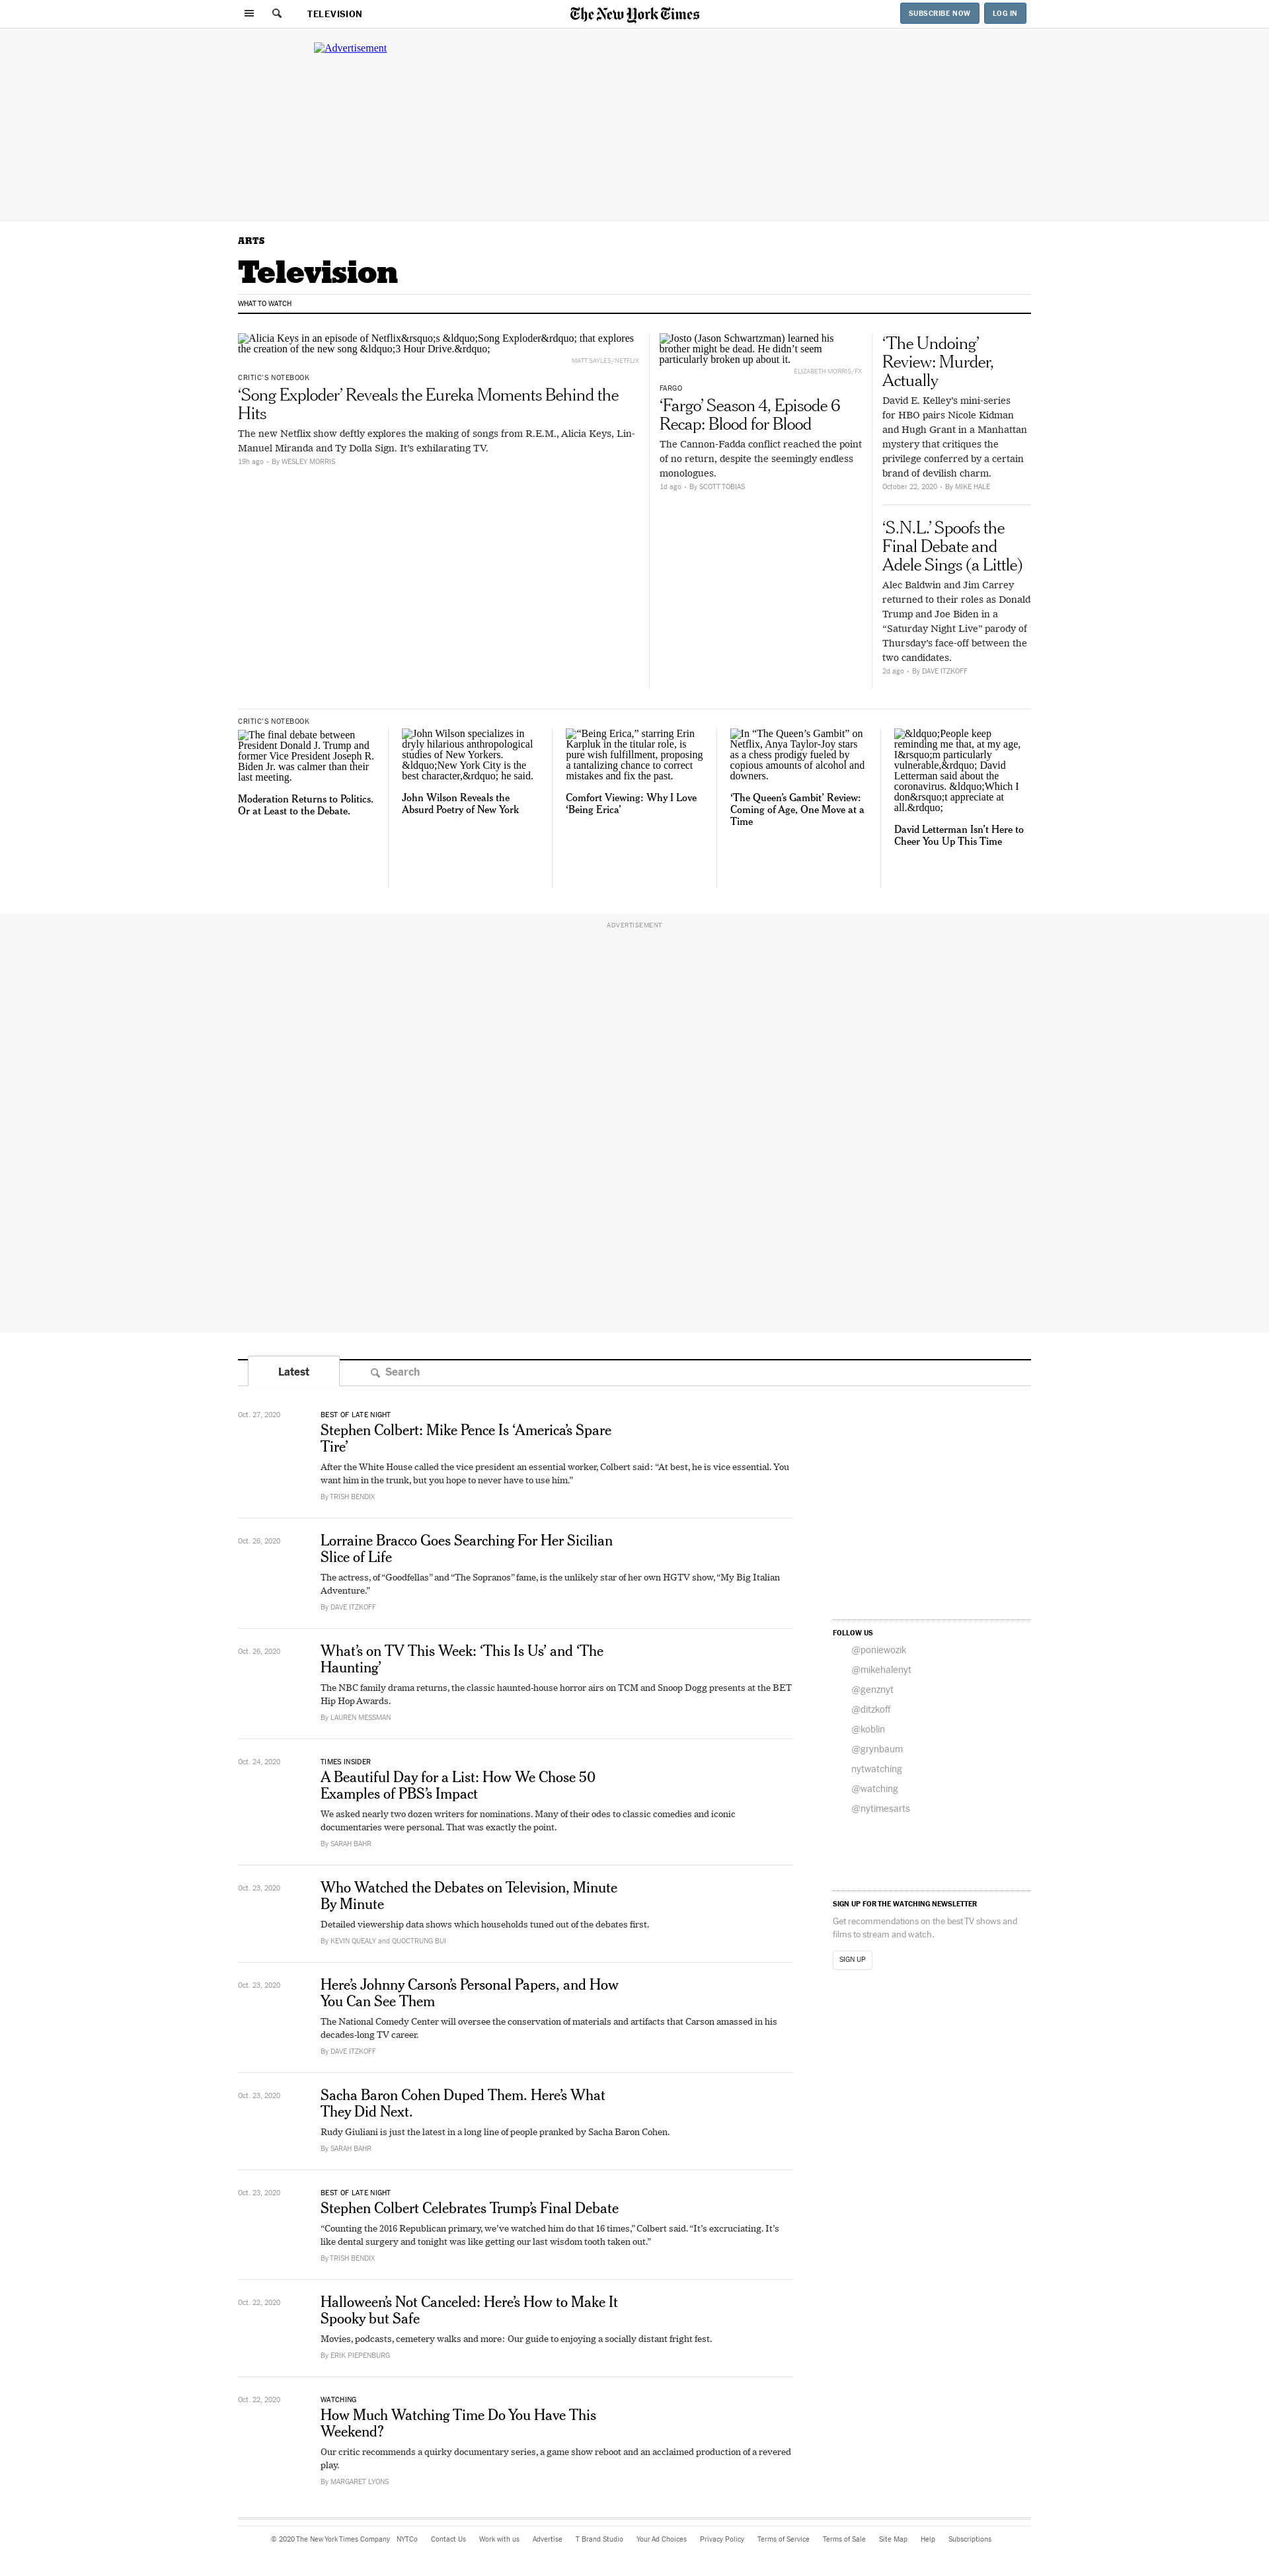 TELEVISION
The New York Times
SUBSCRIBE NOW
LOG IN
Advertisement
ARTS
Television
WHAT TO WATCH
Alicia Keys in an episode of Netflix&rsquo;s &ldquo;Song Exploder&rdquo; that explores
the creation of the new song &ldquo;3 Hour Drive.&rdquo;
MATT SAYLES/NETFLIX
CRITIC'S NOTEBOOK
‘Song Exploder’ Reveals the Eureka Moments Behind the
Hits
The new Netflix show deftly explores the making of songs from R.E.M., Alicia Keys, Lin-
Manuel Miranda and Ty Dolla Sign. It’s exhilarating TV.
19h ago • By WESLEY MORRIS
Josto (Jason Schwartzman) learned his
brother might be dead. He didn’t seem
particularly broken up about it.
ELIZABETH MORRIS/FX
FARGO
‘Fargo’ Season 4, Episode 6
Recap: Blood for Blood
The Cannon-Fadda conflict reached the point
of no return, despite the seemingly endless
monologues.
1d ago • By SCOTT TOBIAS
‘The Undoing’
Review: Murder,
Actually
David E. Kelley’s mini-series
for HBO pairs Nicole Kidman
and Hugh Grant in a Manhattan
mystery that critiques the
privilege conferred by a certain
brand of devilish charm.
October 22, 2020 • By MIKE HALE
‘S.N.L.’ Spoofs the
Final Debate and
Adele Sings (a Little)
Alec Baldwin and Jim Carrey
returned to their roles as Donald
Trump and Joe Biden in a
“Saturday Night Live” parody of
Thursday’s face-off between the
two candidates.
2d ago • By DAVE ITZKOFF
CRITIC'S NOTEBOOK
The final debate between
President Donald J. Trump and
former Vice President Joseph R.
Biden Jr. was calmer than their
last meeting.
Moderation Returns to Politics.
Or at Least to the Debate.
John Wilson specializes in
dryly hilarious anthropological
studies of New Yorkers.
&ldquo;New York City is the
best character,&rdquo; he said.
John Wilson Reveals the
Absurd Poetry of New York
“Being Erica,” starring Erin
Karpluk in the titular role, is
pure wish fulfillment, proposing
a tantalizing chance to correct
mistakes and fix the past.
Comfort Viewing: Why I Love
‘Being Erica’
In “The Queen’s Gambit” on
Netflix, Anya Taylor-Joy stars
as a chess prodigy fueled by
copious amounts of alcohol and
downers.
‘The Queen’s Gambit’ Review:
Coming of Age, One Move at a
Time
&ldquo;People keep
reminding me that, at my age,
I&rsquo;m particularly
vulnerable,&rdquo; David
Letterman said about the
coronavirus. &ldquo;Which I
don&rsquo;t appreciate at
all.&rdquo;
David Letterman Isn’t Here to
Cheer You Up This Time
ADVERTISEMENT
Latest
Search
Oct. 27, 2020
BEST OF LATE NIGHT
Stephen Colbert: Mike Pence Is ‘America’s Spare
Tire’
After the White House called the vice president an essential worker, Colbert said: “At best, he is vice essential. You
want him in the trunk, but you hope to never have to use him.”
By TRISH BENDIX
Oct. 26, 2020
Lorraine Bracco Goes Searching For Her Sicilian
Slice of Life
The actress, of “Goodfellas” and “The Sopranos” fame, is the unlikely star of her own HGTV show, “My Big Italian
Adventure.”
By DAVE ITZKOFF
Oct. 26, 2020
What’s on TV This Week: ‘This Is Us’ and ‘The
Haunting’
The NBC family drama returns, the classic haunted-house horror airs on TCM and Snoop Dogg presents at the BET
Hip Hop Awards.
By LAUREN MESSMAN
Oct. 24, 2020
TIMES INSIDER
A Beautiful Day for a List: How We Chose 50
Examples of PBS’s Impact
We asked nearly two dozen writers for nominations. Many of their odes to classic comedies and iconic
documentaries were personal. That was exactly the point.
By SARAH BAHR
Oct. 23, 2020
Who Watched the Debates on Television, Minute
By Minute
Detailed viewership data shows which households tuned out of the debates first.
By KEVIN QUEALY and QUOCTRUNG BUI
Oct. 23, 2020
Here’s Johnny Carson’s Personal Papers, and How
You Can See Them
The National Comedy Center will oversee the conservation of materials and artifacts that Carson amassed in his
decades-long TV career.
By DAVE ITZKOFF
Oct. 23, 2020
Sacha Baron Cohen Duped Them. Here’s What
They Did Next.
Rudy Giuliani is just the latest in a long line of people pranked by Sacha Baron Cohen.
By SARAH BAHR
Oct. 23, 2020
BEST OF LATE NIGHT
Stephen Colbert Celebrates Trump’s Final Debate
“Counting the 2016 Republican primary, we’ve watched him do that 16 times,” Colbert said. “It’s excruciating. It’s
like dental surgery and tonight was like getting our last wisdom tooth taken out.”
By TRISH BENDIX
Oct. 22, 2020
Halloween’s Not Canceled: Here’s How to Make It
Spooky but Safe
Movies, podcasts, cemetery walks and more: Our guide to enjoying a socially distant fright fest.
By ERIK PIEPENBURG
Oct. 22, 2020
WATCHING
How Much Watching Time Do You Have This
Weekend?
Our critic recommends a quirky documentary series, a game show reboot and an acclaimed production of a revered
play.
By MARGARET LYONS
FOLLOW US
@poniewozik
@mikehalenyt
@genznyt
@ditzkoff
@koblin
@grynbaum
nytwatching
@watching
@nytimesarts
SIGN UP FOR THE WATCHING NEWSLETTER
Get recommendations on the best TV shows and
films to stream and watch.
SIGN UP
© 2020 The New York Times Company NYTCo Contact Us Work with us Advertise T Brand Studio Your Ad Choices Privacy Policy Terms of Service Terms of Sale Site Map Help Subscriptions